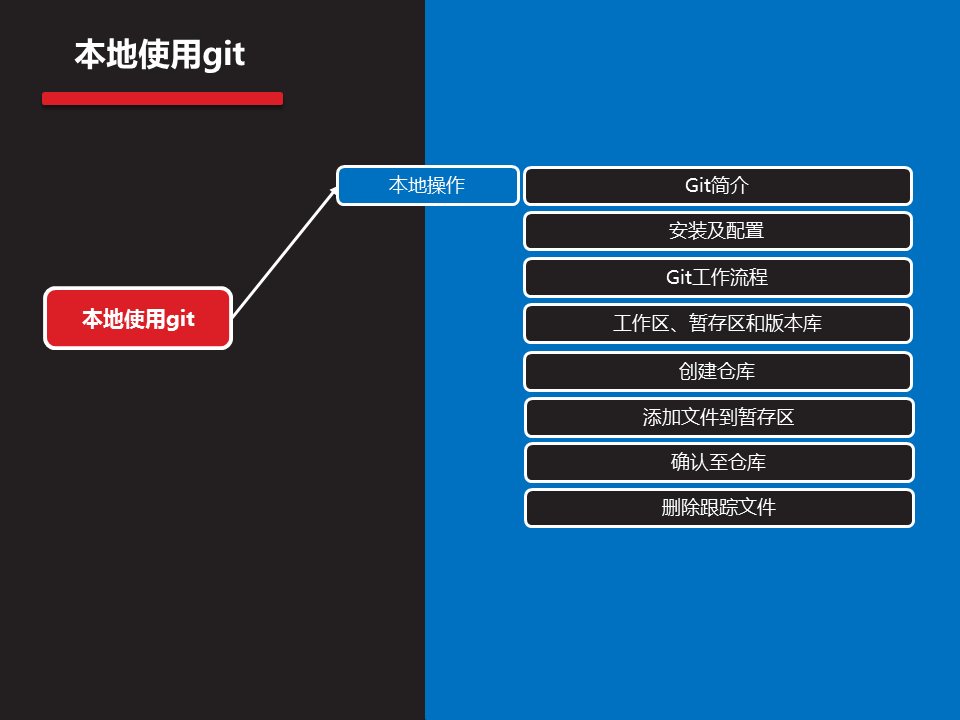 本地使用git
本地操作
Git简介
安装及配置
Git工作流程
本地使用git
工作区、暂存区和版本库
创建仓库
添加文件到暂存区
确认至仓库
删除跟踪文件